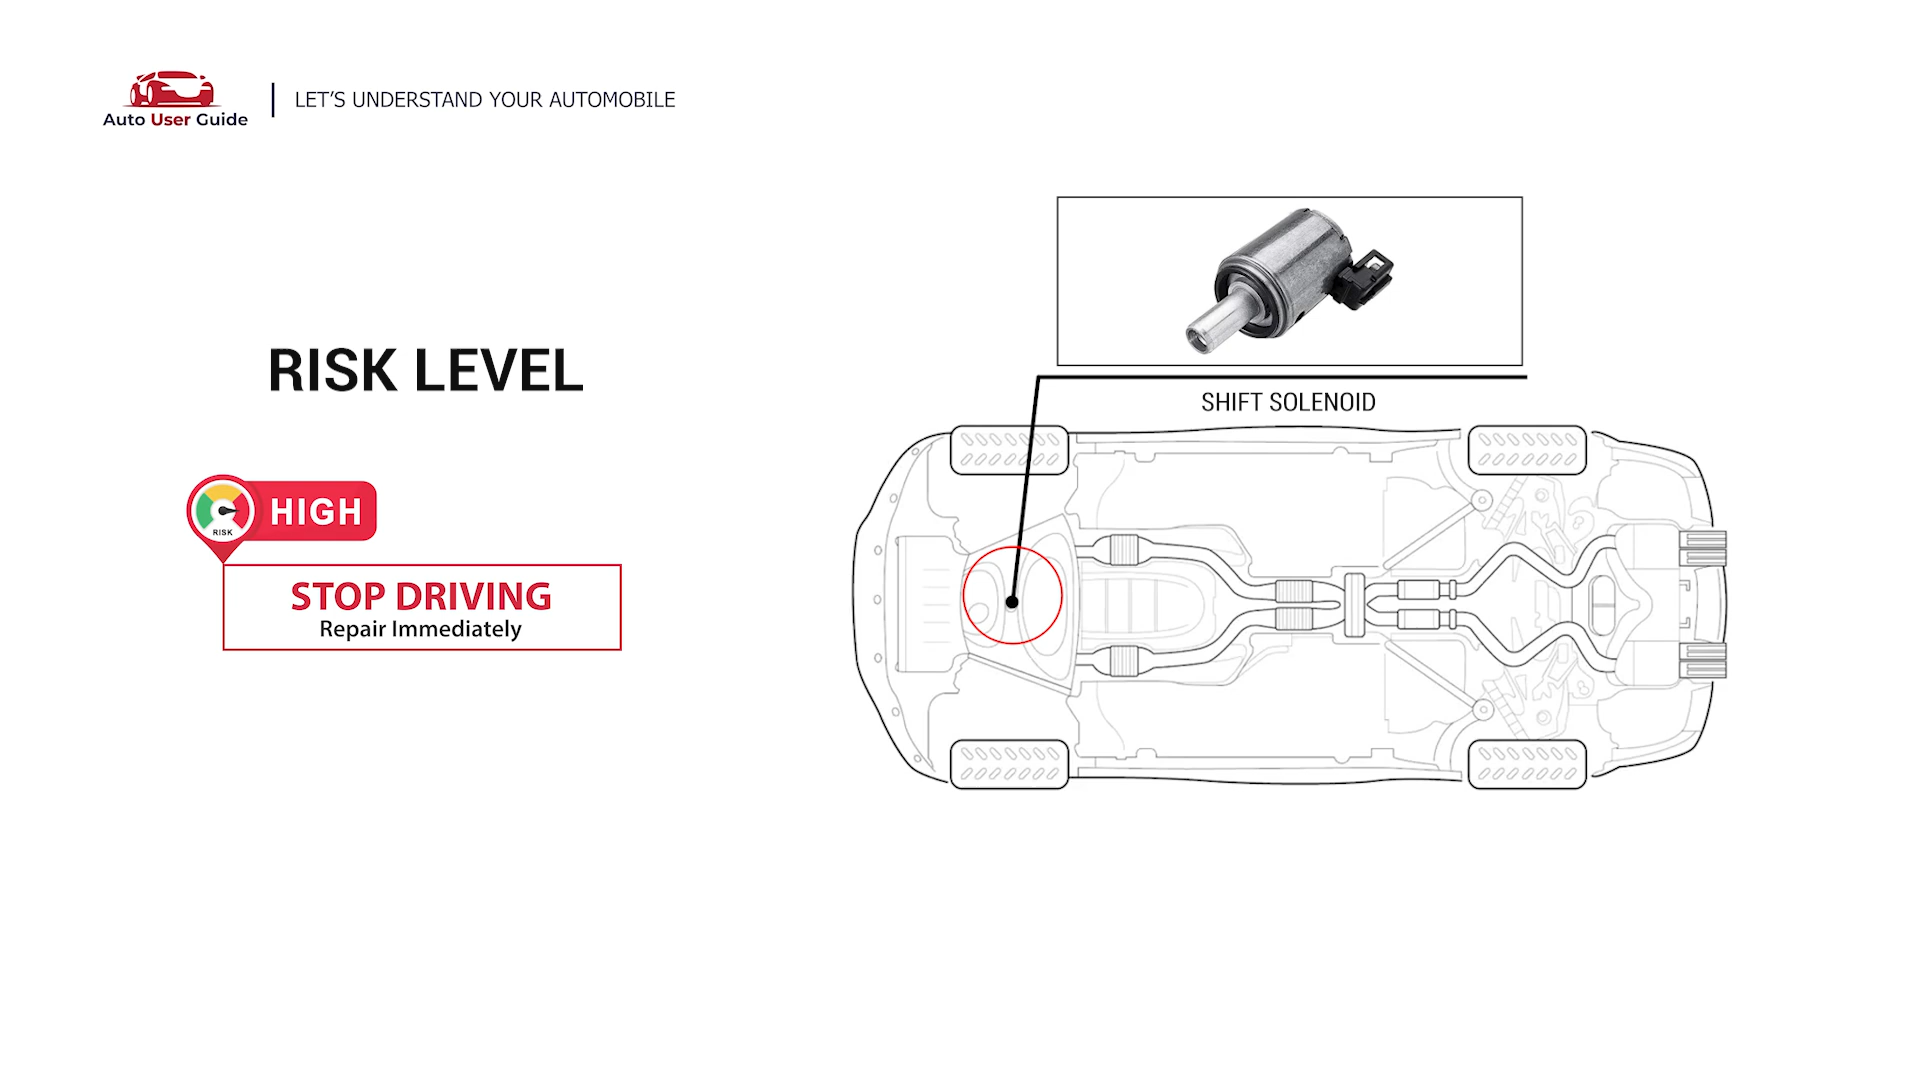 Auto User Guide
LET'S UNDERSTAND YOUR AUTOMOBILE
RISK LEVEL
RISK
HIGH
STOP DRIVING
Repair Immediately
SHIFT SOLENOID